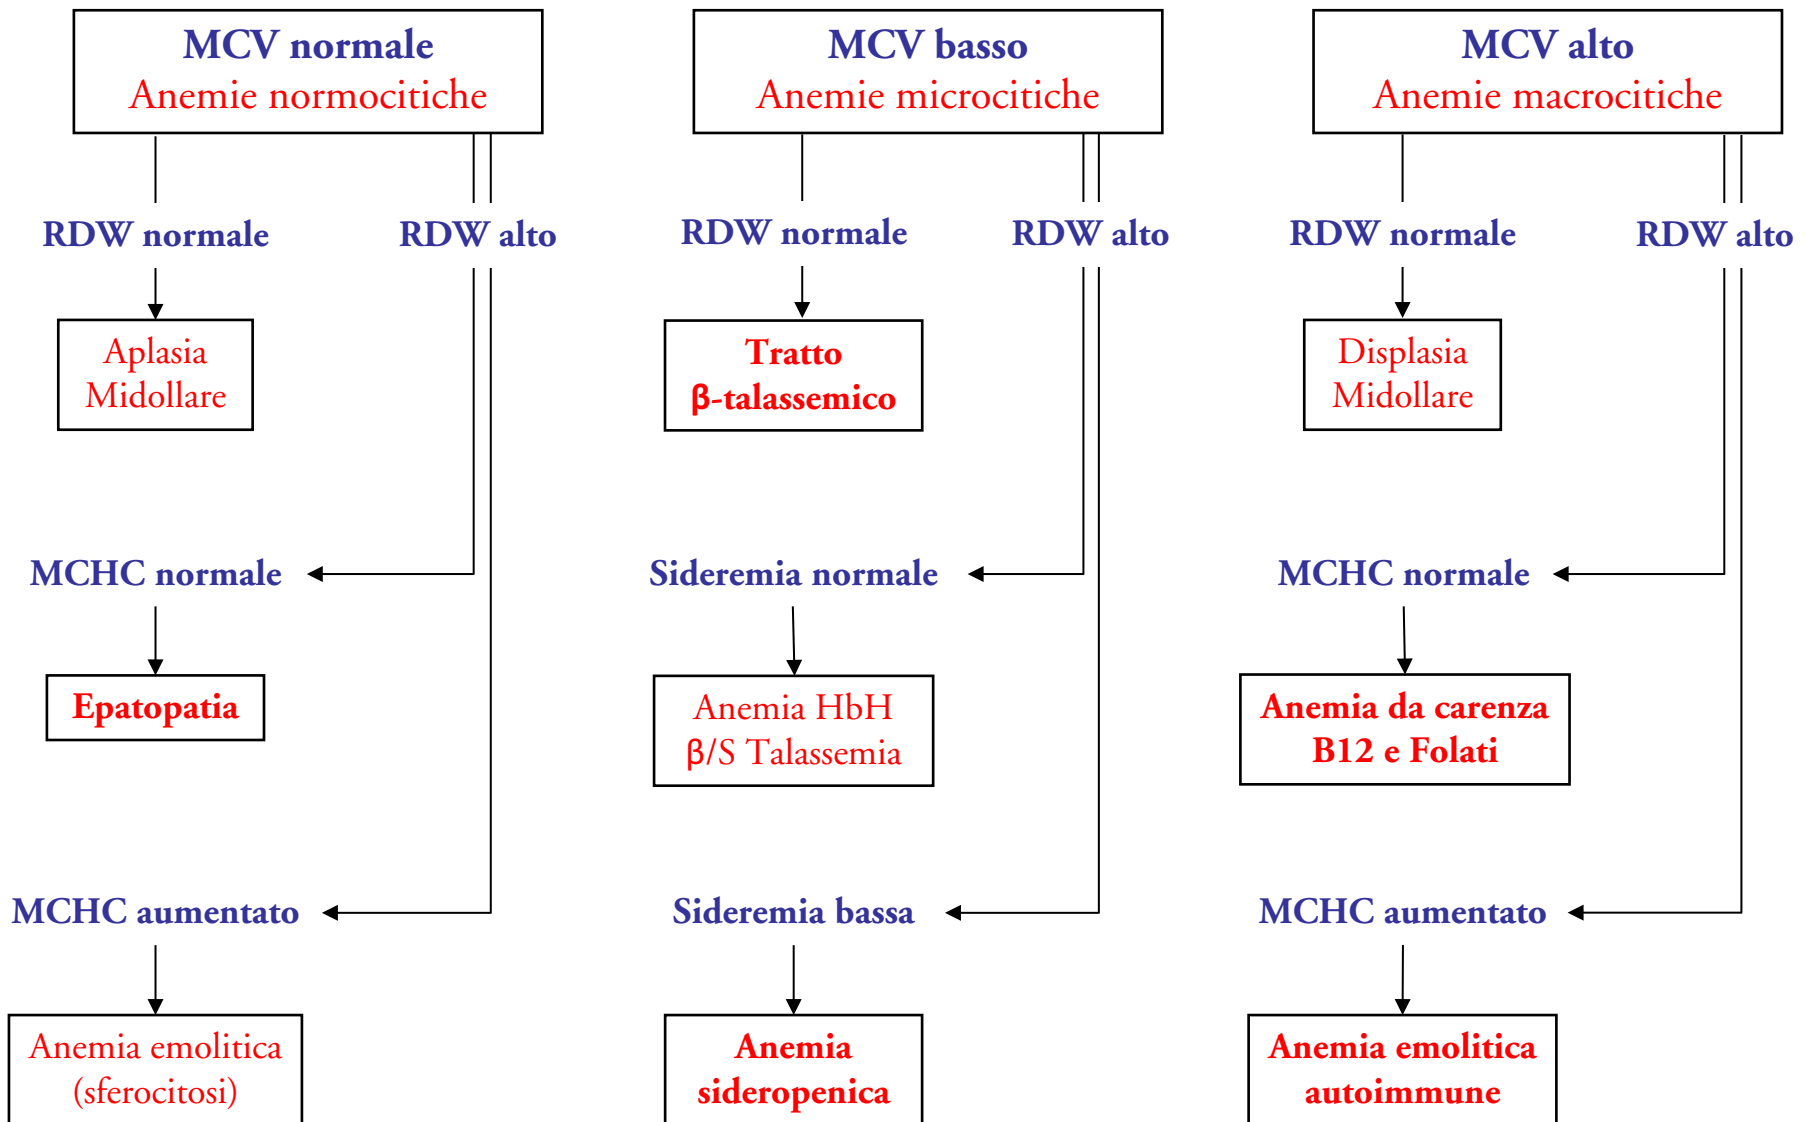 MCV normale
Anemie normocitiche
MCV basso
Anemie microcitiche
MCV alto
Anemie macrocitiche
RDW normale
RDW alto
RDW normale
RDW alto
RDW normale
RDW alto
Aplasia
Midollare
Tratto
β-talassemico
Displasia
Midollare
MCHC normale
Sideremia normale
MCHC normale
Epatopatia
Anemia HbH
β/S Talassemia
Anemia da carenza
B12 e Folati
MCHC aumentato
Sideremia bassa
MCHC aumentato
Anemia emolitica
(sferocitosi)
Anemia
sideropenica
Anemia emolitica
autoimmune